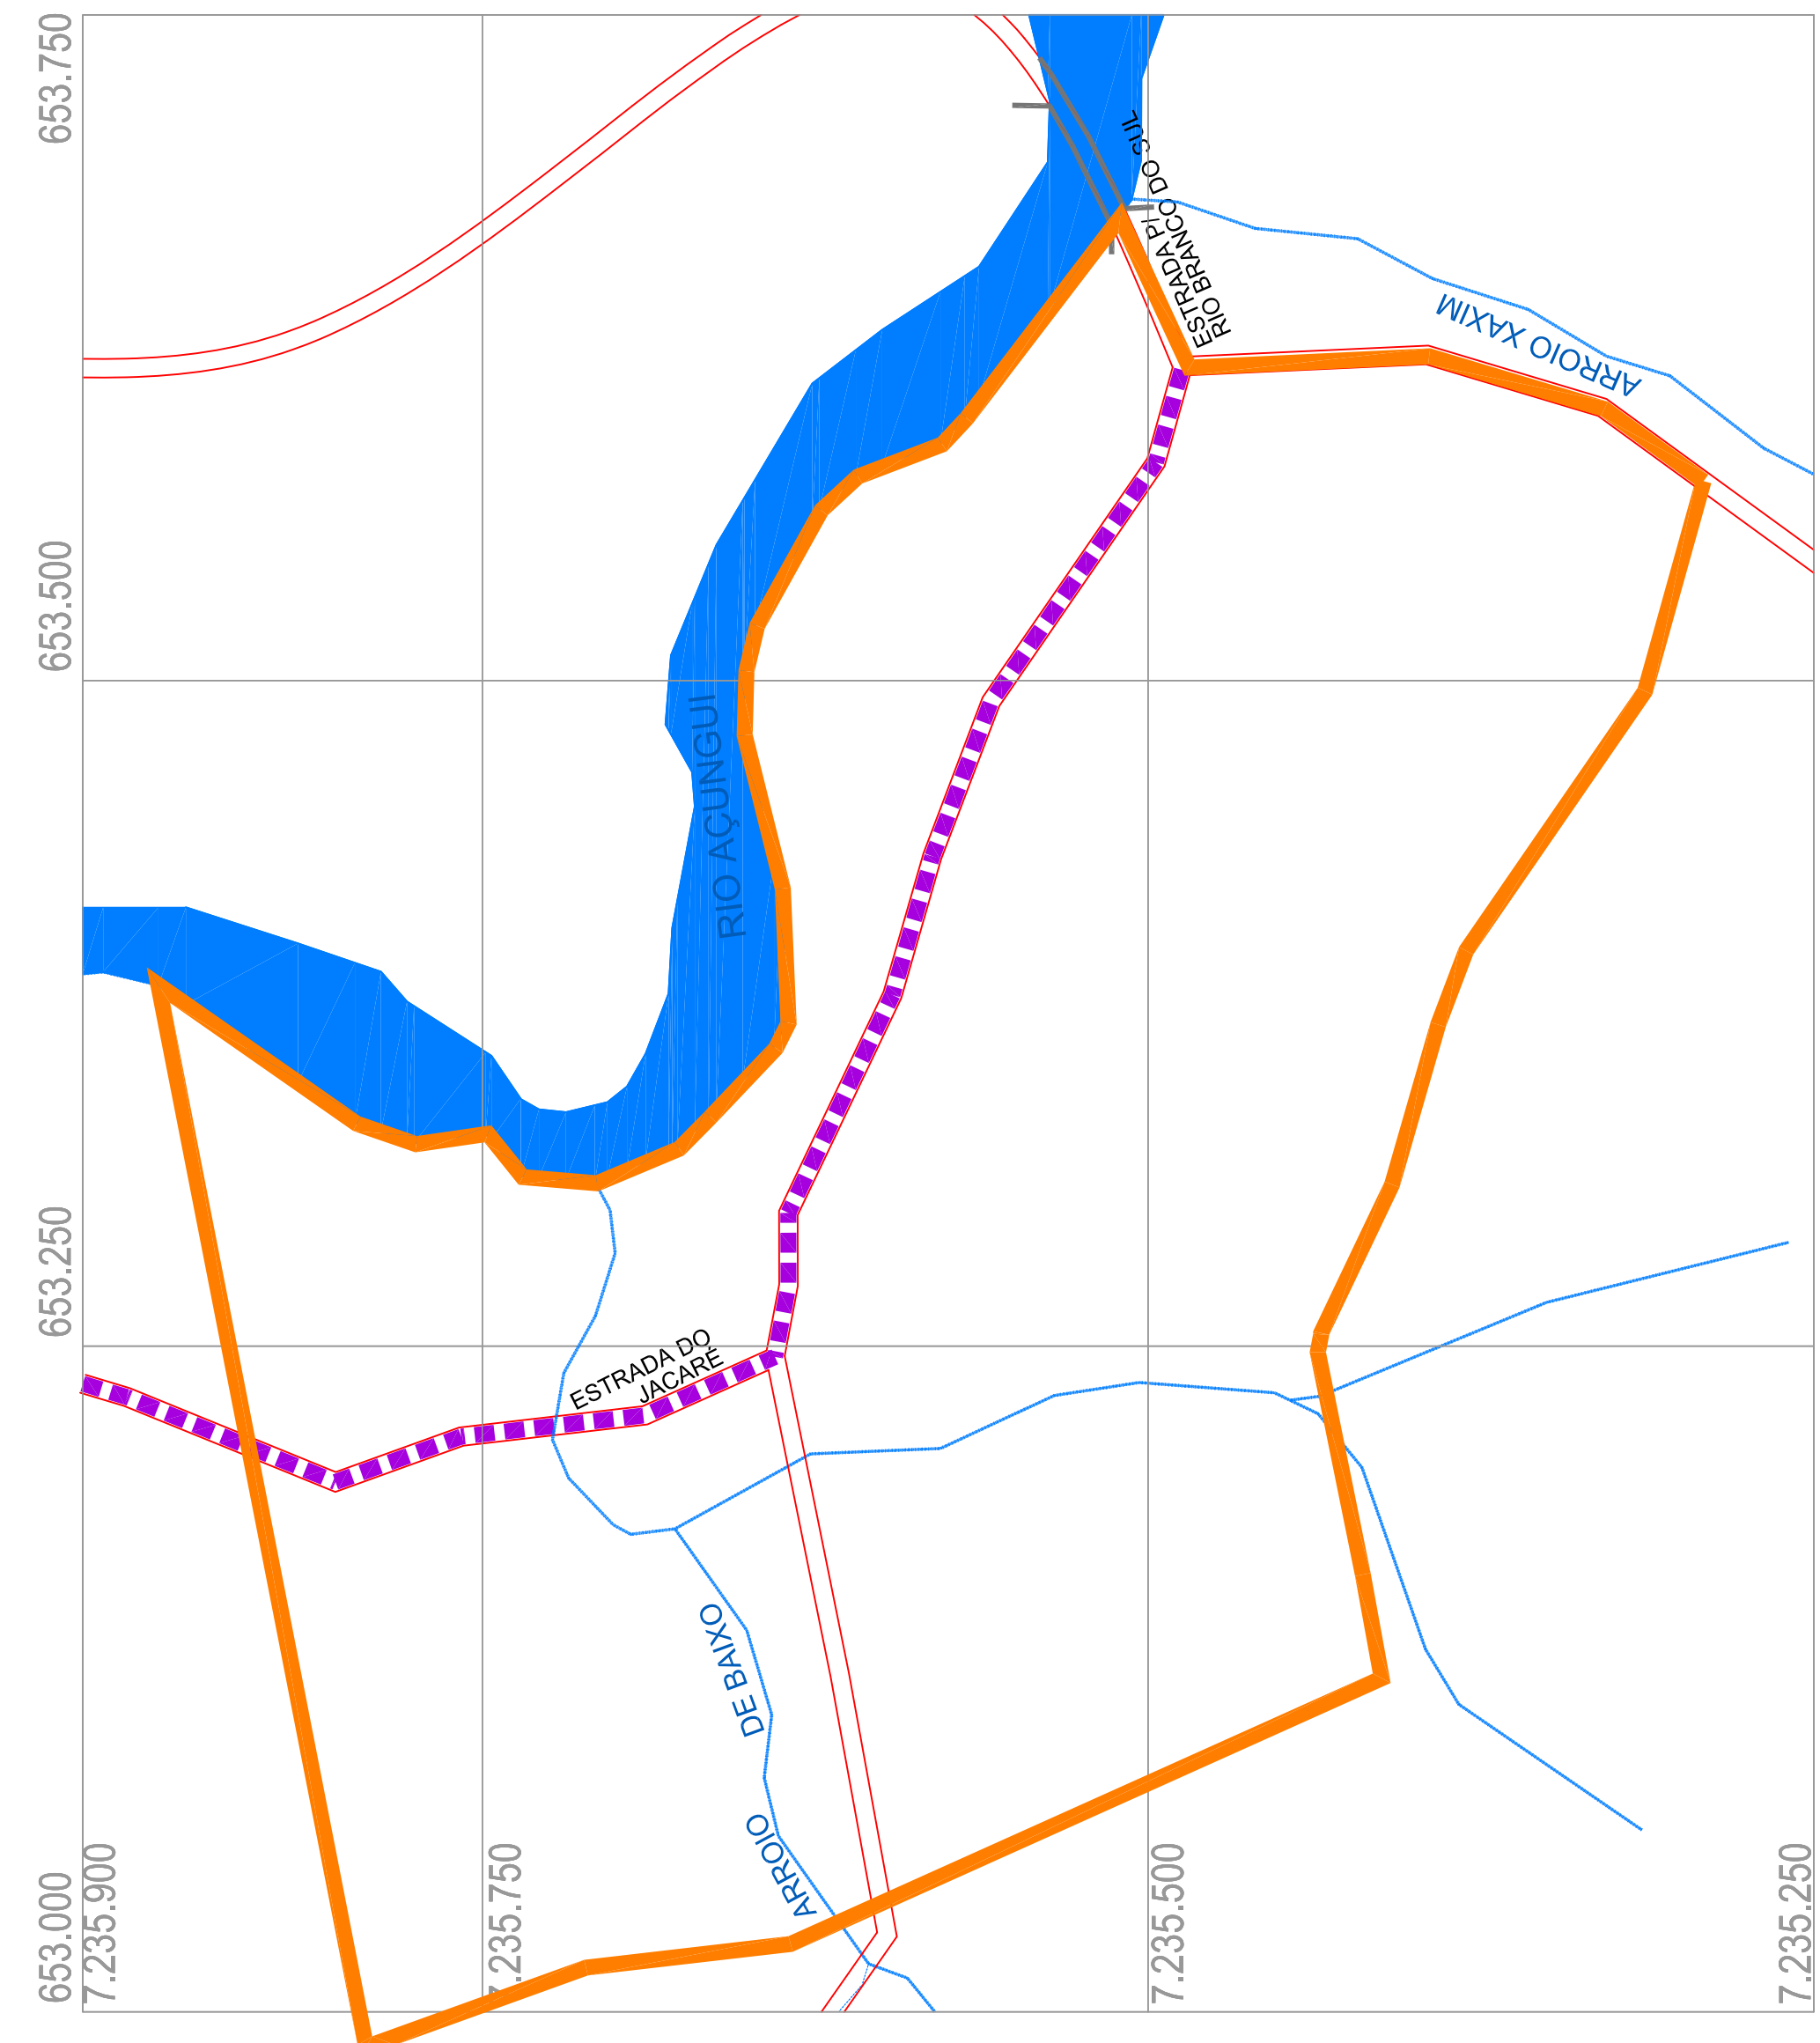 653.750
653.500
653.250
653.000
7.235.900
7.235.750
7.235.500
7.235.250
ESTRADA P/
RIO BRANCO DO SUL
ARROIO XAXIM
RIO AÇUNGUI
ESTRADA DO
JACARÉ
ARROIO DE BAIXO